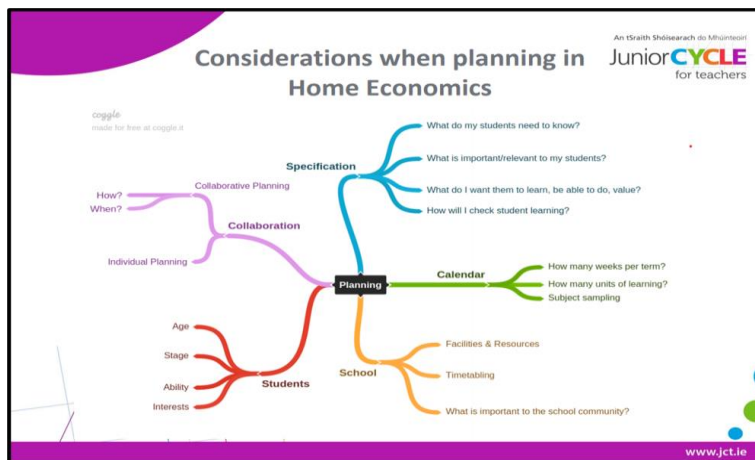 Considerations when planning in
Home Economics
An tSraith Shóisearach do Mhúinteoirí
JuniorCYCLE
for teachers
coggle
made for free at coggle.it
Specification
What do my students need to know?
What is important/relevant to my students?
What do I want them to learn, be able to do, value?
How will I check student learning?
Collaboration
Collaborative Planning
How?
When?
Individual Planning
Planning
Calendar
How many weeks per term?
How many units of learning?
Subject sampling
Students
Age
Stage
Ability
Interests
School
Facilities & Resources
Timetabling
What is important to the school community?
www.jct.ie